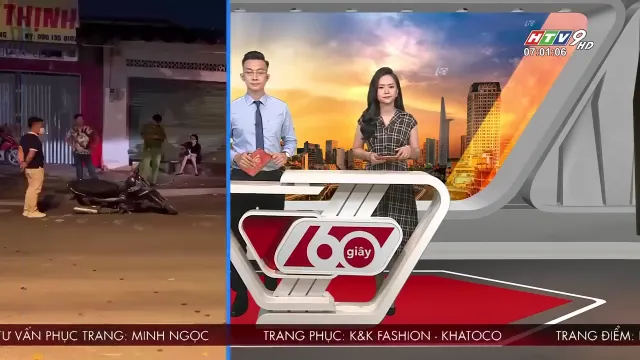 THỊNH
HTV9 HD
07:01:06
60 giây
TƯ VẤN PHỤC TRANG: MINH NGỌC TRANG PHỤC: K&K FASHION - KHATOCO TRANG ĐIỂM: